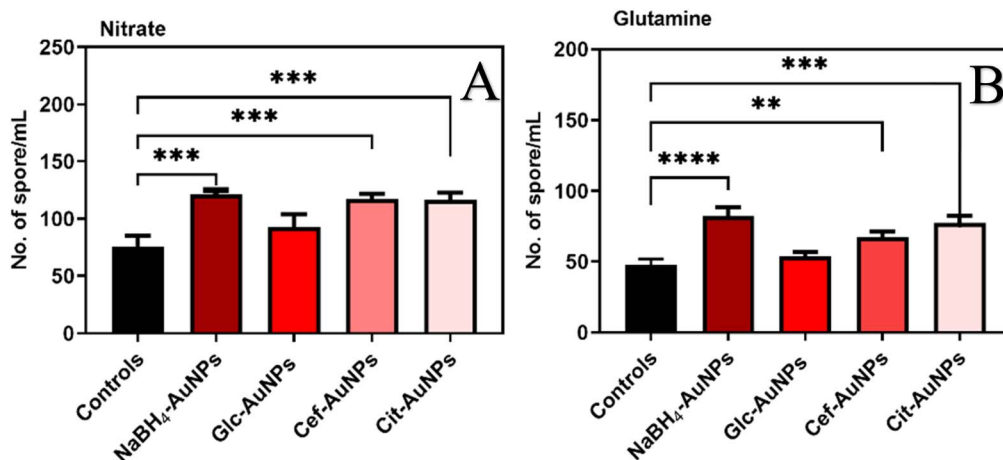 Nitrate
A
250
200
150
100
50
0
No. of spore/mL
***
***
***
Controls
NaBH₄-AuNPs
Glc-AuNPs
Cef-AuNPs
Cit-AuNPs
Glutamine
B
200
150
100
50
0
No. of spore/mL
***
**
****
Controls
NaBH₄-AuNPs
Glc-AuNPs
Cef-AuNPs
Cit-AuNPs